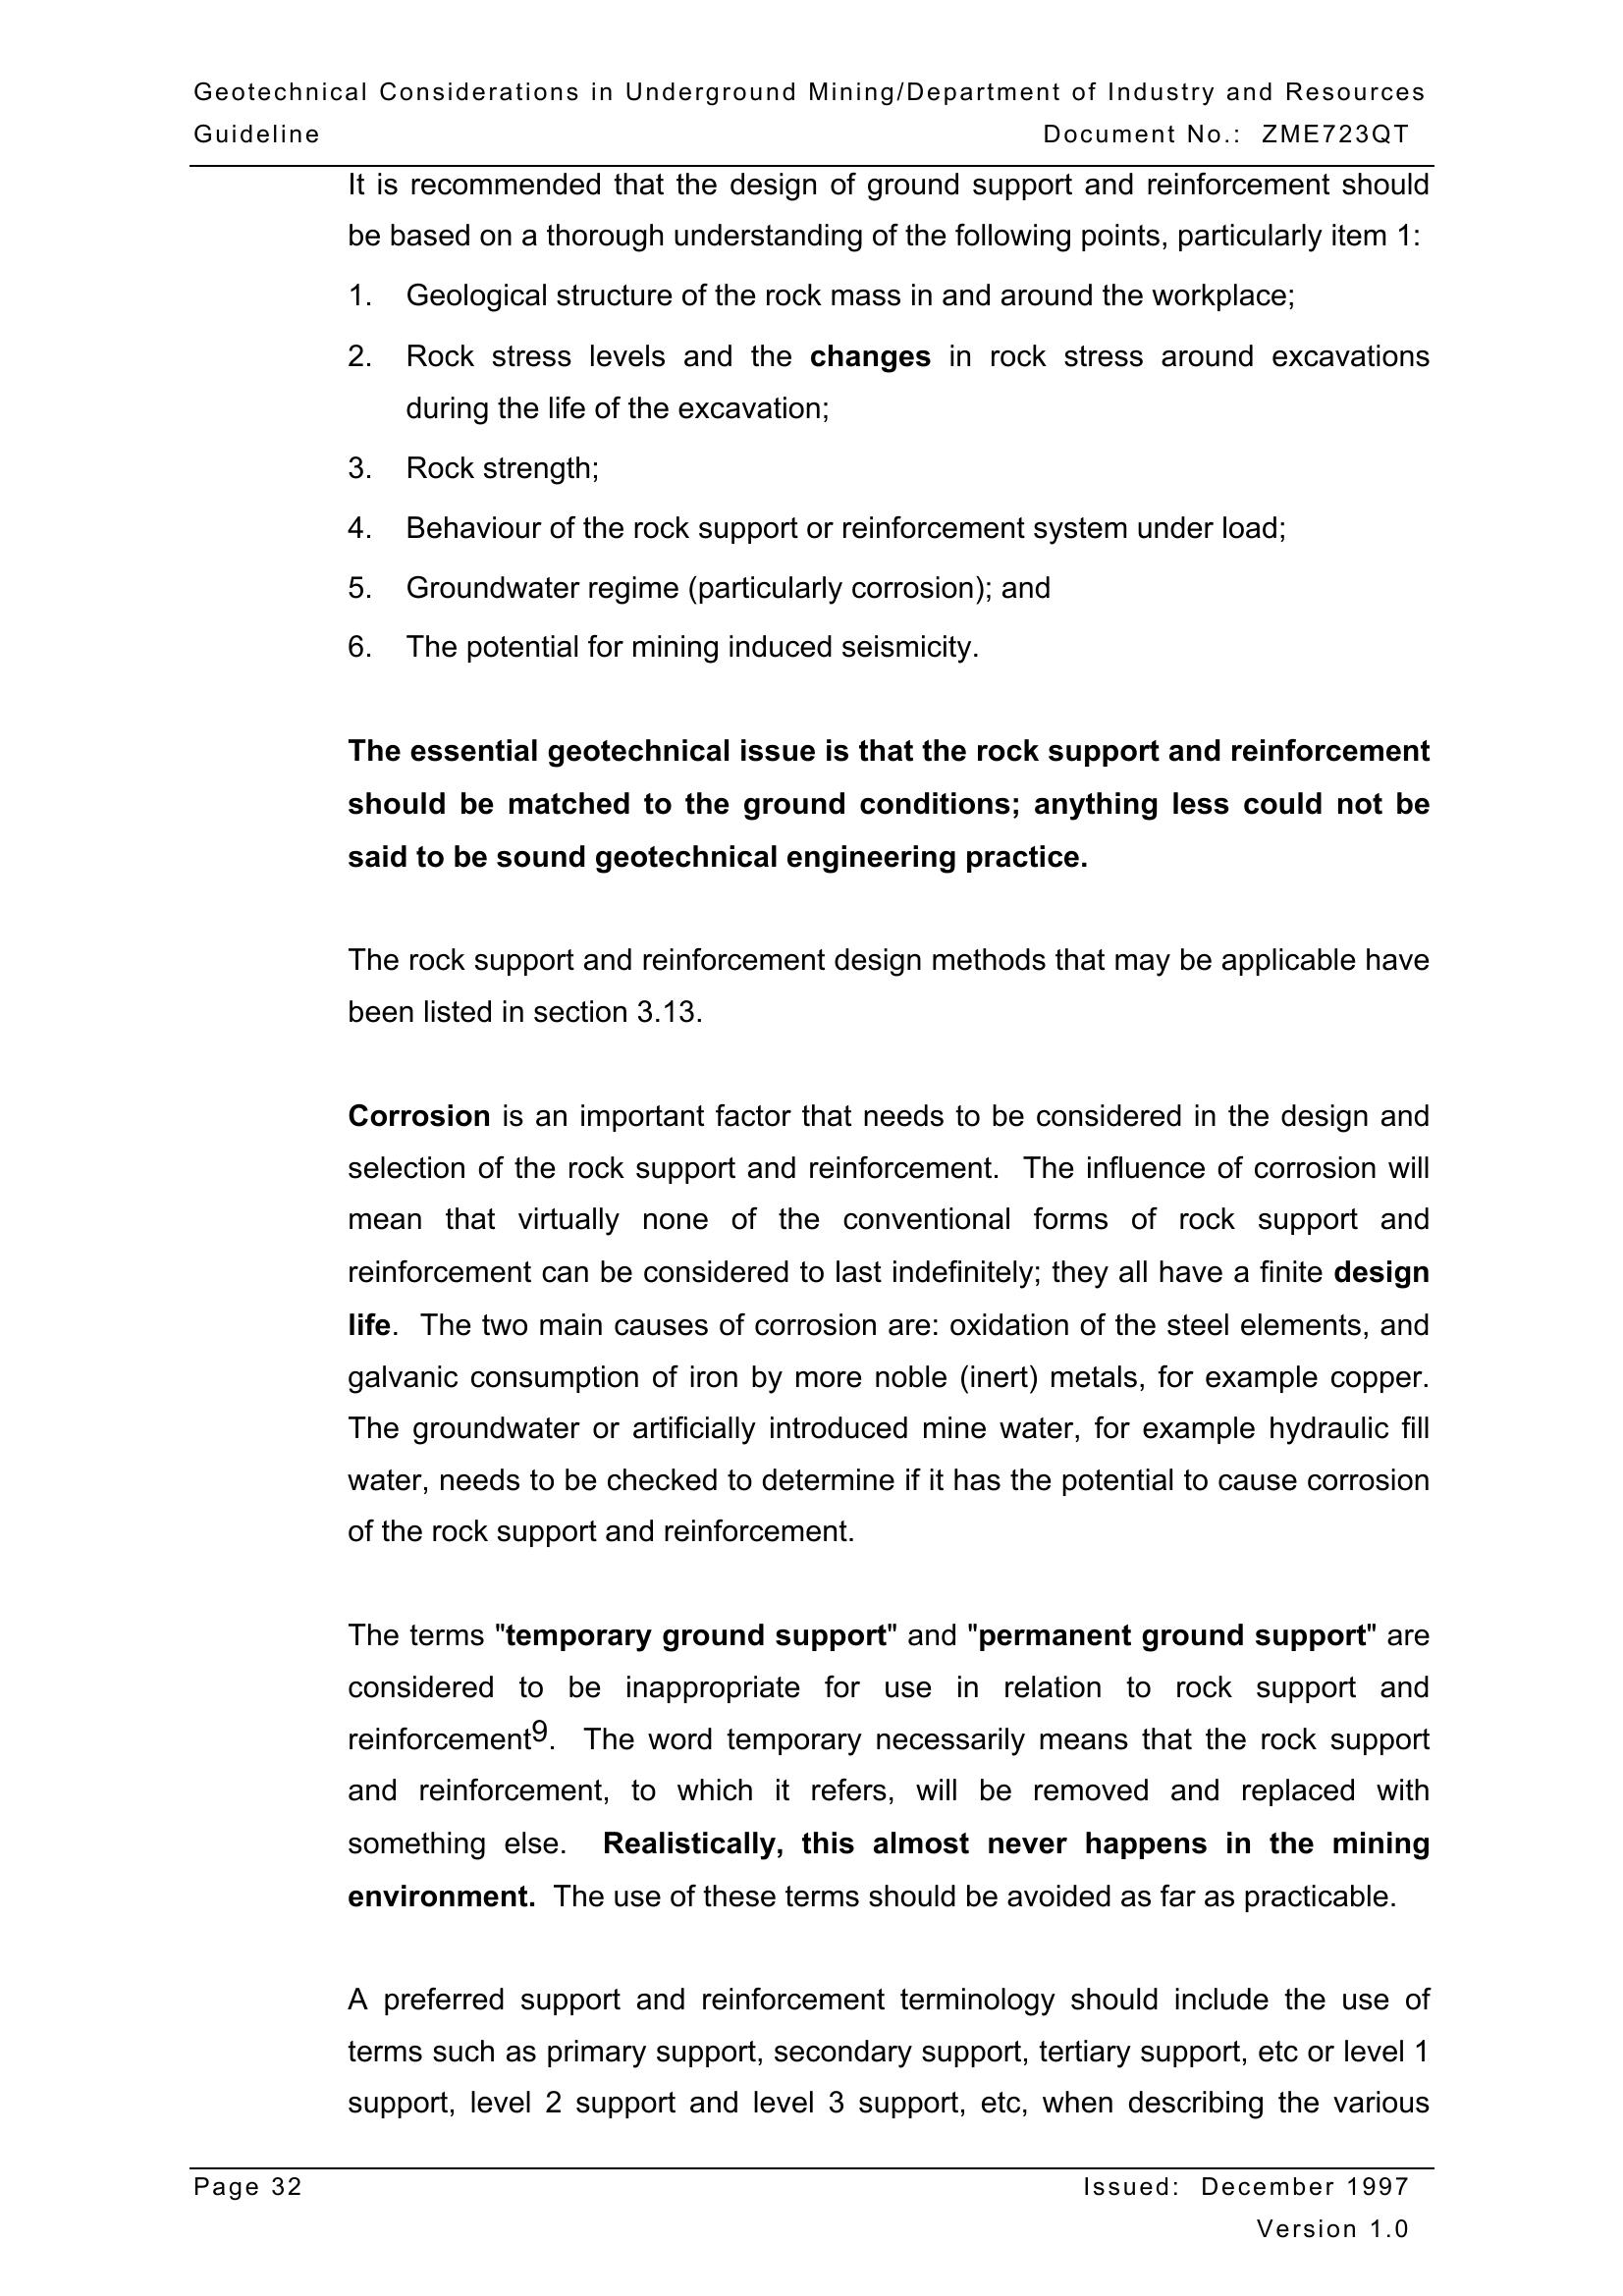 Geotechnical Considerations in Underground Mining/Department of Industry and Resources
Guideline Document No.: ZME723QT
It is recommended that the design of ground support and reinforcement should
be based on a thorough understanding of the following points, particularly item 1:
1. Geological structure of the rock mass in and around the workplace;
2. Rock stress levels and the changes in rock stress around excavations
during the life of the excavation;
3. Rock strength;
4. Behaviour of the rock support or reinforcement system under load;
5. Groundwater regime (particularly corrosion); and
6. The potential for mining induced seismicity.
The essential geotechnical issue is that the rock support and reinforcement
should be matched to the ground conditions; anything less could not be
said to be sound geotechnical engineering practice.
The rock support and reinforcement design methods that may be applicable have
been listed in section 3.13.
Corrosion is an important factor that needs to be considered in the design and
selection of the rock support and reinforcement. The influence of corrosion will
mean that virtually none of the conventional forms of rock support and
reinforcement can be considered to last indefinitely; they all have a finite design
life. The two main causes of corrosion are: oxidation of the steel elements, and
galvanic consumption of iron by more noble (inert) metals, for example copper.
The groundwater or artificially introduced mine water, for example hydraulic fill
water, needs to be checked to determine if it has the potential to cause corrosion
of the rock support and reinforcement.
The terms "temporary ground support" and "permanent ground support" are
considered to be inappropriate for use in relation to rock support and
reinforcement9. The word temporary necessarily means that the rock support
and reinforcement, to which it refers, will be removed and replaced with
something else. Realistically, this almost never happens in the mining
environment. The use of these terms should be avoided as far as practicable.
A preferred support and reinforcement terminology should include the use of
terms such as primary support, secondary support, tertiary support, etc or level 1
support, level 2 support and level 3 support, etc, when describing the various
Page 32 Issued: December 1997
Version 1.0